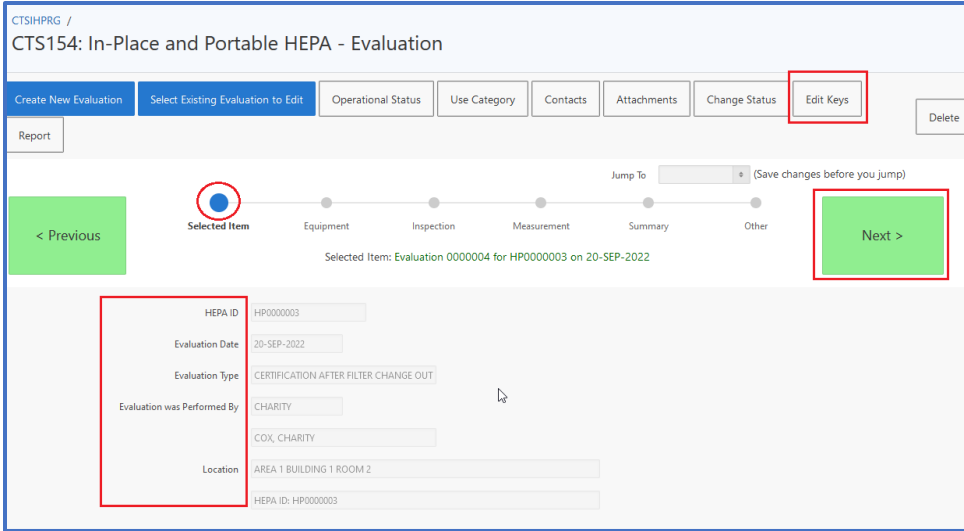 CTSIHPRG /
CTS154: In-Place and Portable HEPA - Evaluation
Create New Evaluation Select Existing Evaluation to Edit Operational Status Use Category Contacts Attachments Change Status Edit Keys Delete
Report
Jump To (Save changes before you jump)
< Previous Selected Item Equipment Inspection Measurement Summary Other Next >
Selected Item: Evaluation 0000004 for HP0000003 on 20-SEP-2022
HEPA ID HP0000003
Evaluation Date 20-SEP-2022
Evaluation Type CERTIFICATION AFTER FILTER CHANGE OUT
Evaluation was Performed By CHARITY
COX, CHARITY
Location AREA 1 BUILDING 1 ROOM 2
HEPA ID: HP0000003